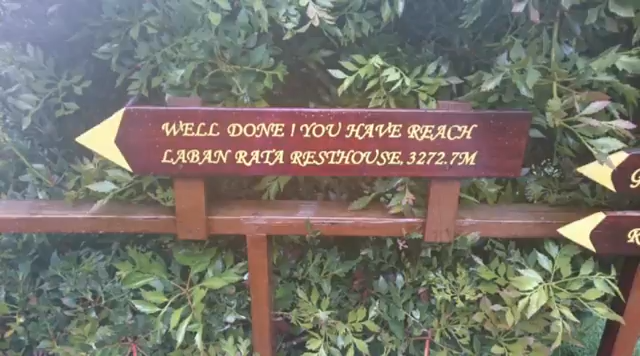 WELL DONE! YOU HAVE REACH
LABAN RATA RESTHOUSE, 3272.7M